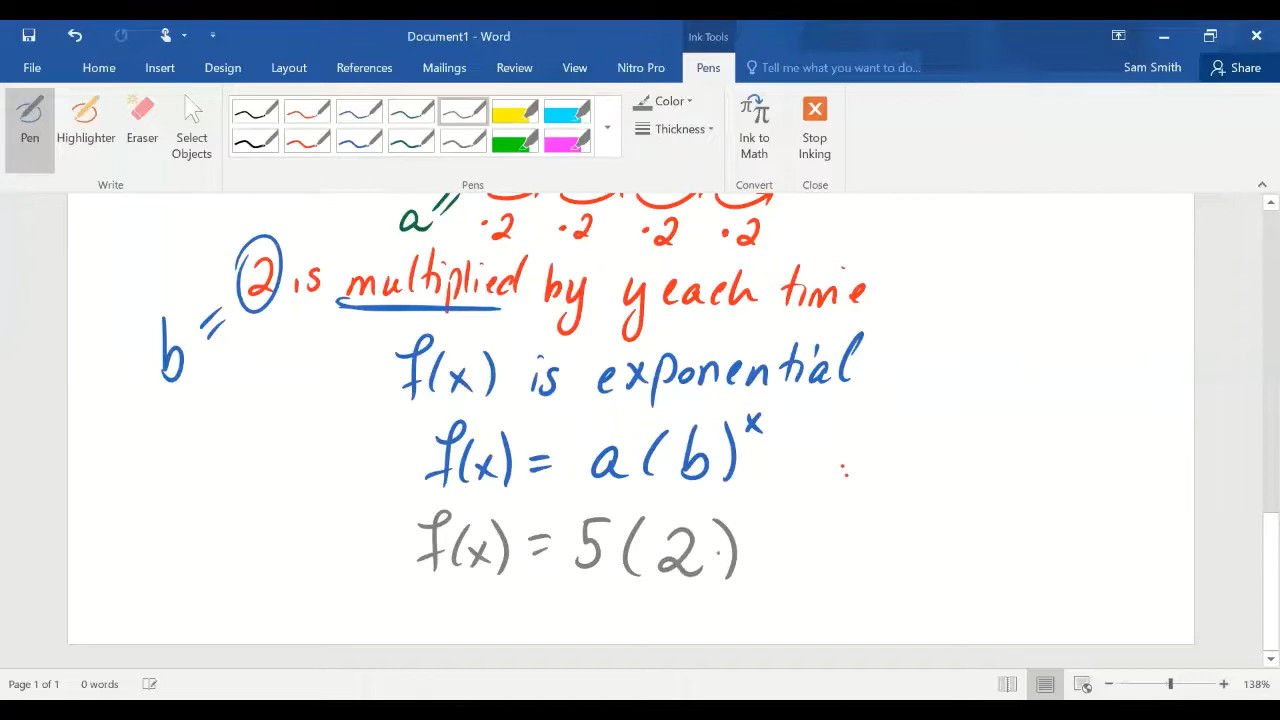 Document1 - Word
Ink Tools
File Home Insert Design Layout References Mailings Review View Nitro Pro Pens Tell me what you want to do... Sam Smith Share
Pen Highlighter Eraser Select Objects
Color
Thickness
Ink to Math
Stop Inking
Write Pens Convert Close
a = ·2 ·2 ·2 ·2
b = 2 is multiplied by y each time
f(x) is exponential
f(x) = a(b)^x
f(x) = 5(2)
Page 1 of 1 0 words 138%